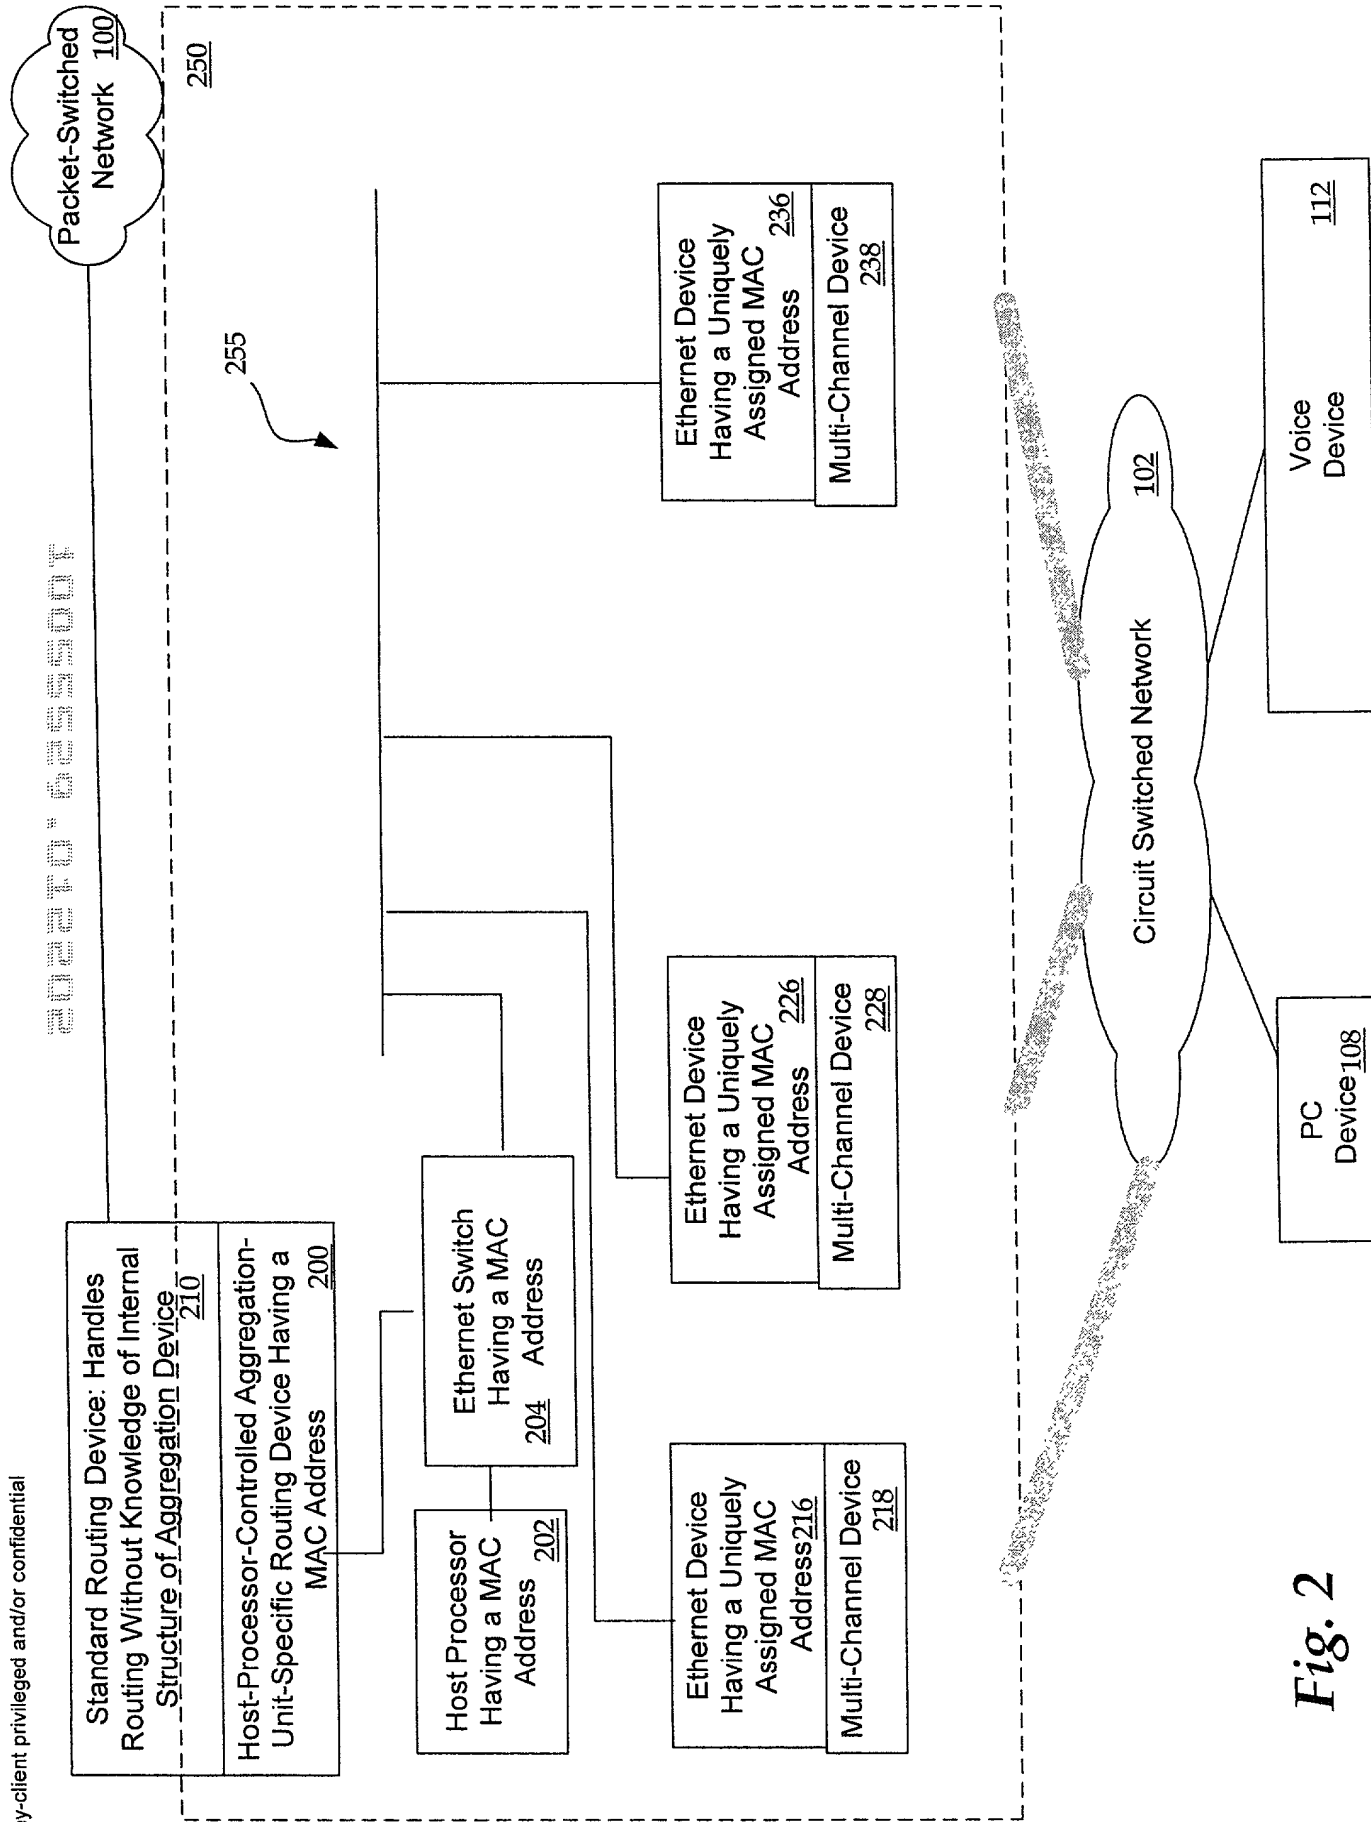 y-client privileged and/or confidential
Packet-Switched
Network 100
250
255
Standard Routing Device: Handles
Routing Without Knowledge of Internal
Structure of Aggregation Device
210
Host-Processor-Controlled Aggregation-
Unit-Specific Routing Device Having a
MAC Address
200
Host Processor
Having a MAC
Address 202
Ethernet Switch
Having a MAC
204 Address
Ethernet Device
Having a Uniquely
Assigned MAC
Address216
Multi-Channel Device
218
Ethernet Device
Having a Uniquely
Assigned MAC
Address 226
Multi-Channel Device
228
Ethernet Device
Having a Uniquely
Assigned MAC
Address 236
Multi-Channel Device
238
Circuit Switched Network
102
PC
Device108
Voice
Device
112
Fig. 2